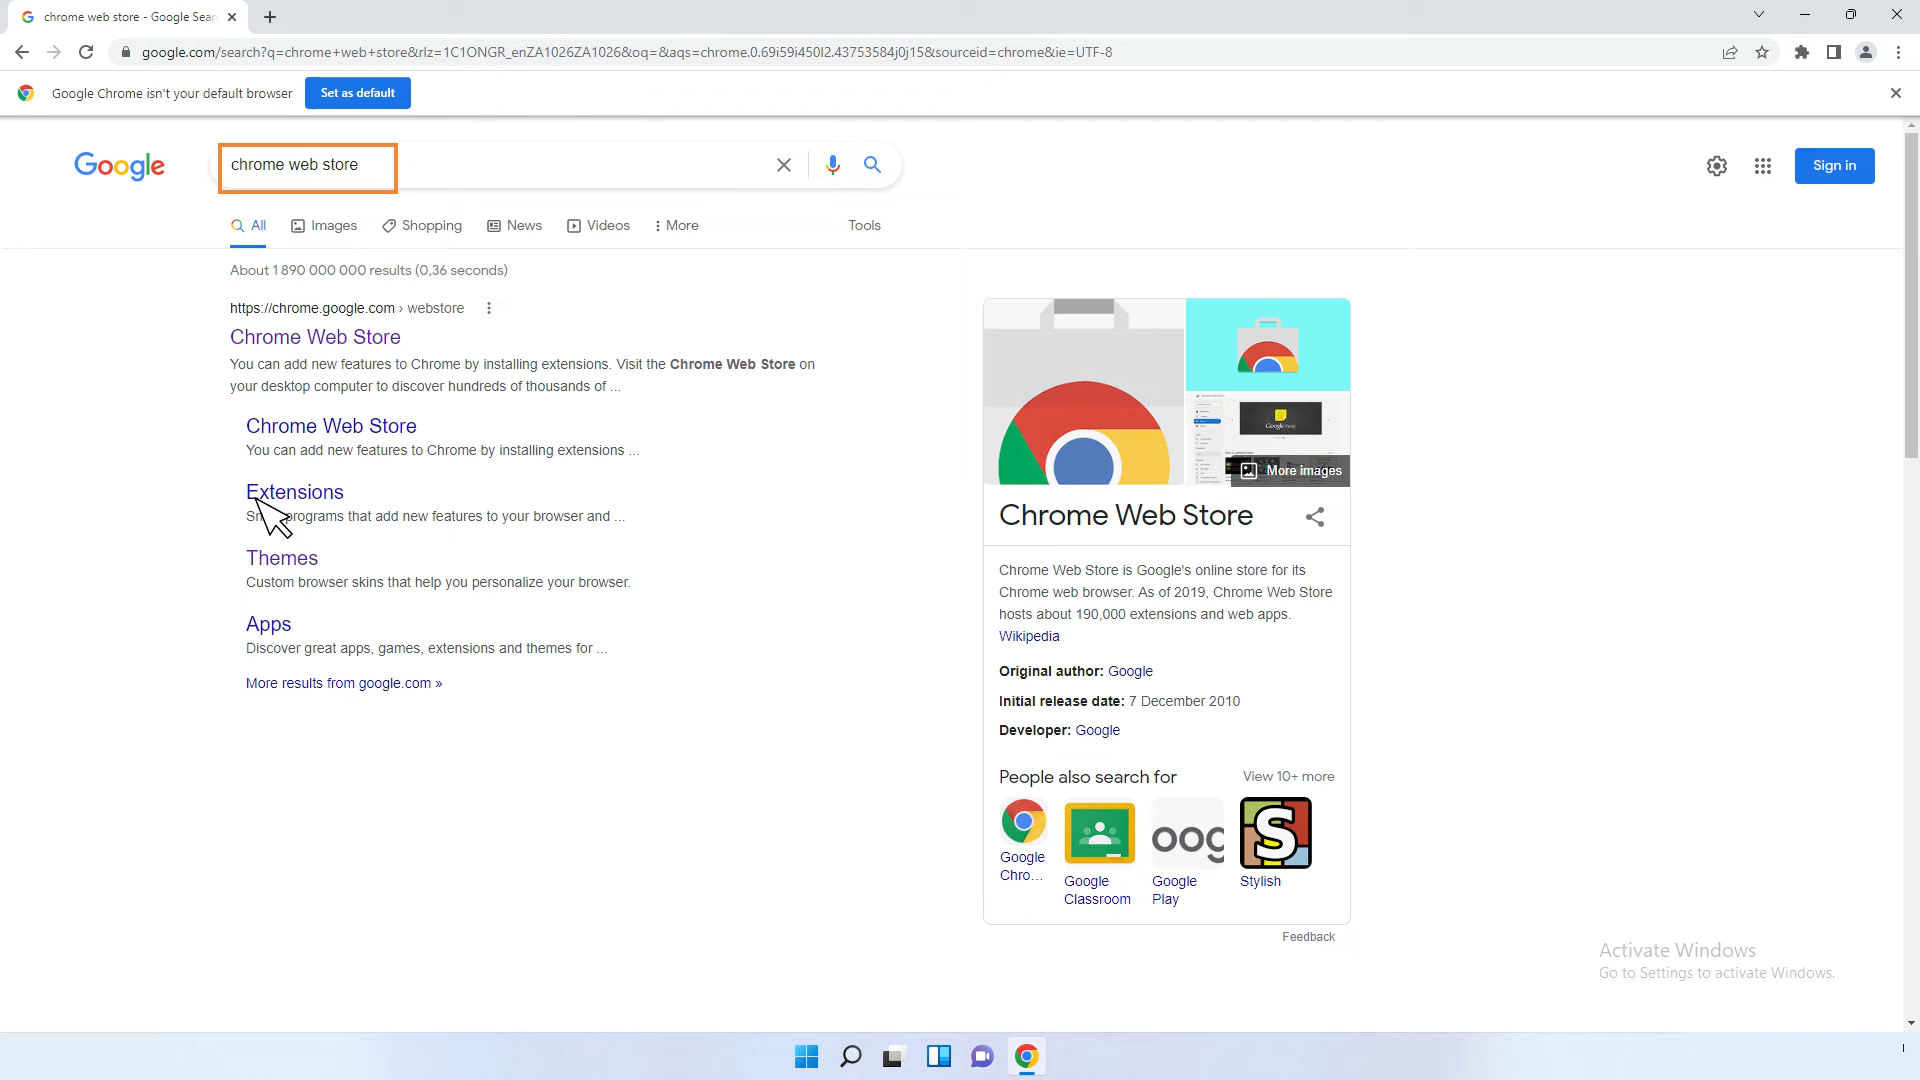 chrome web store - Google Sear
google.com/search?q=chrome+web+store&rlz=1C1ONGR_enZA1026ZA1026&oq=&aqs=chrome.0.69i59i450l2.43753584j0j15&sourceid=chrome&ie=UTF-8
Google Chrome isn't your default browser
Set as default
Google
chrome web store
Sign in
All
Images
Shopping
News
Videos
More
Tools
About 1 890 000 000 results (0,36 seconds)
https://chrome.google.com › webstore
Chrome Web Store
You can add new features to Chrome by installing extensions. Visit the Chrome Web Store on
your desktop computer to discover hundreds of thousands of ...
Chrome Web Store
You can add new features to Chrome by installing extensions ...
Extensions
programs that add new features to your browser and ...
Themes
Custom browser skins that help you personalize your browser.
Apps
Discover great apps, games, extensions and themes for ...
More results from google.com »
Google Keep
More images
Chrome Web Store
Chrome Web Store is Google's online store for its
Chrome web browser. As of 2019, Chrome Web Store
hosts about 190,000 extensions and web apps.
Wikipedia
Original author: Google
Initial release date: 7 December 2010
Developer: Google
People also search for
View 10+ more
oog
S
Google
Chro...
Google
Classroom
Google
Play
Stylish
Feedback
Activate Windows
Go to Settings to activate Windows.